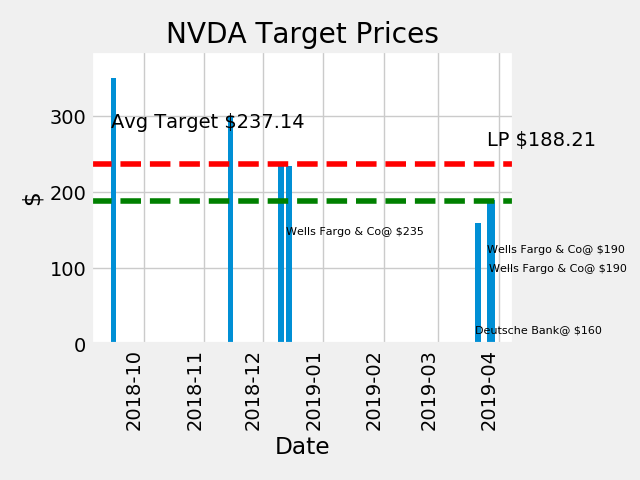 NVDA Target Prices
Avg Target $237.14
LP $188.21
300
200
100
0
$
Wells Fargo & Co@ $235
Wells Fargo & Co@ $190
Wells Fargo & Co@ $190
Deutsche Bank@ $160
2018-10
2018-11
2018-12
2019-01
2019-02
2019-03
2019-04
Date